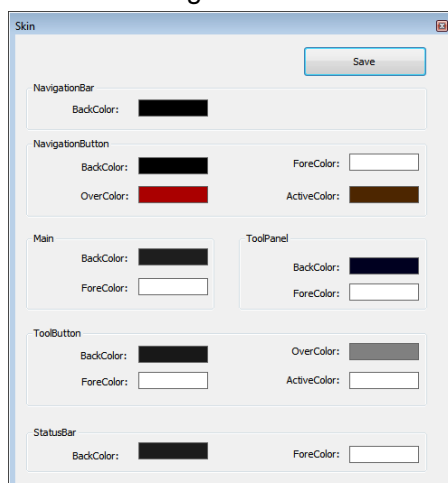 Skin
Save
NavigationBar
BackColor:
NavigationButton
BackColor:
ForeColor:
OverColor:
ActiveColor:
Main
ToolPanel
BackColor:
BackColor:
ForeColor:
ForeColor:
ToolButton
BackColor:
OverColor:
ForeColor:
ActiveColor:
StatusBar
BackColor:
ForeColor: